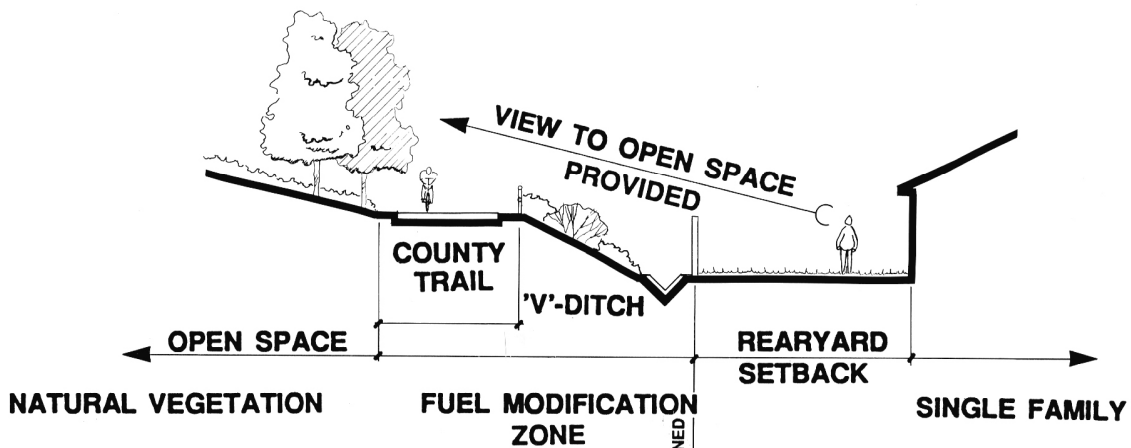 VIEW TO OPEN SPACE
PROVIDED
COUNTY
TRAIL
'V'-DITCH
OPEN SPACE
REARYARD
SETBACK
NATURAL VEGETATION
FUEL MODIFICATION
ZONE
SINGLE FAMILY
NED